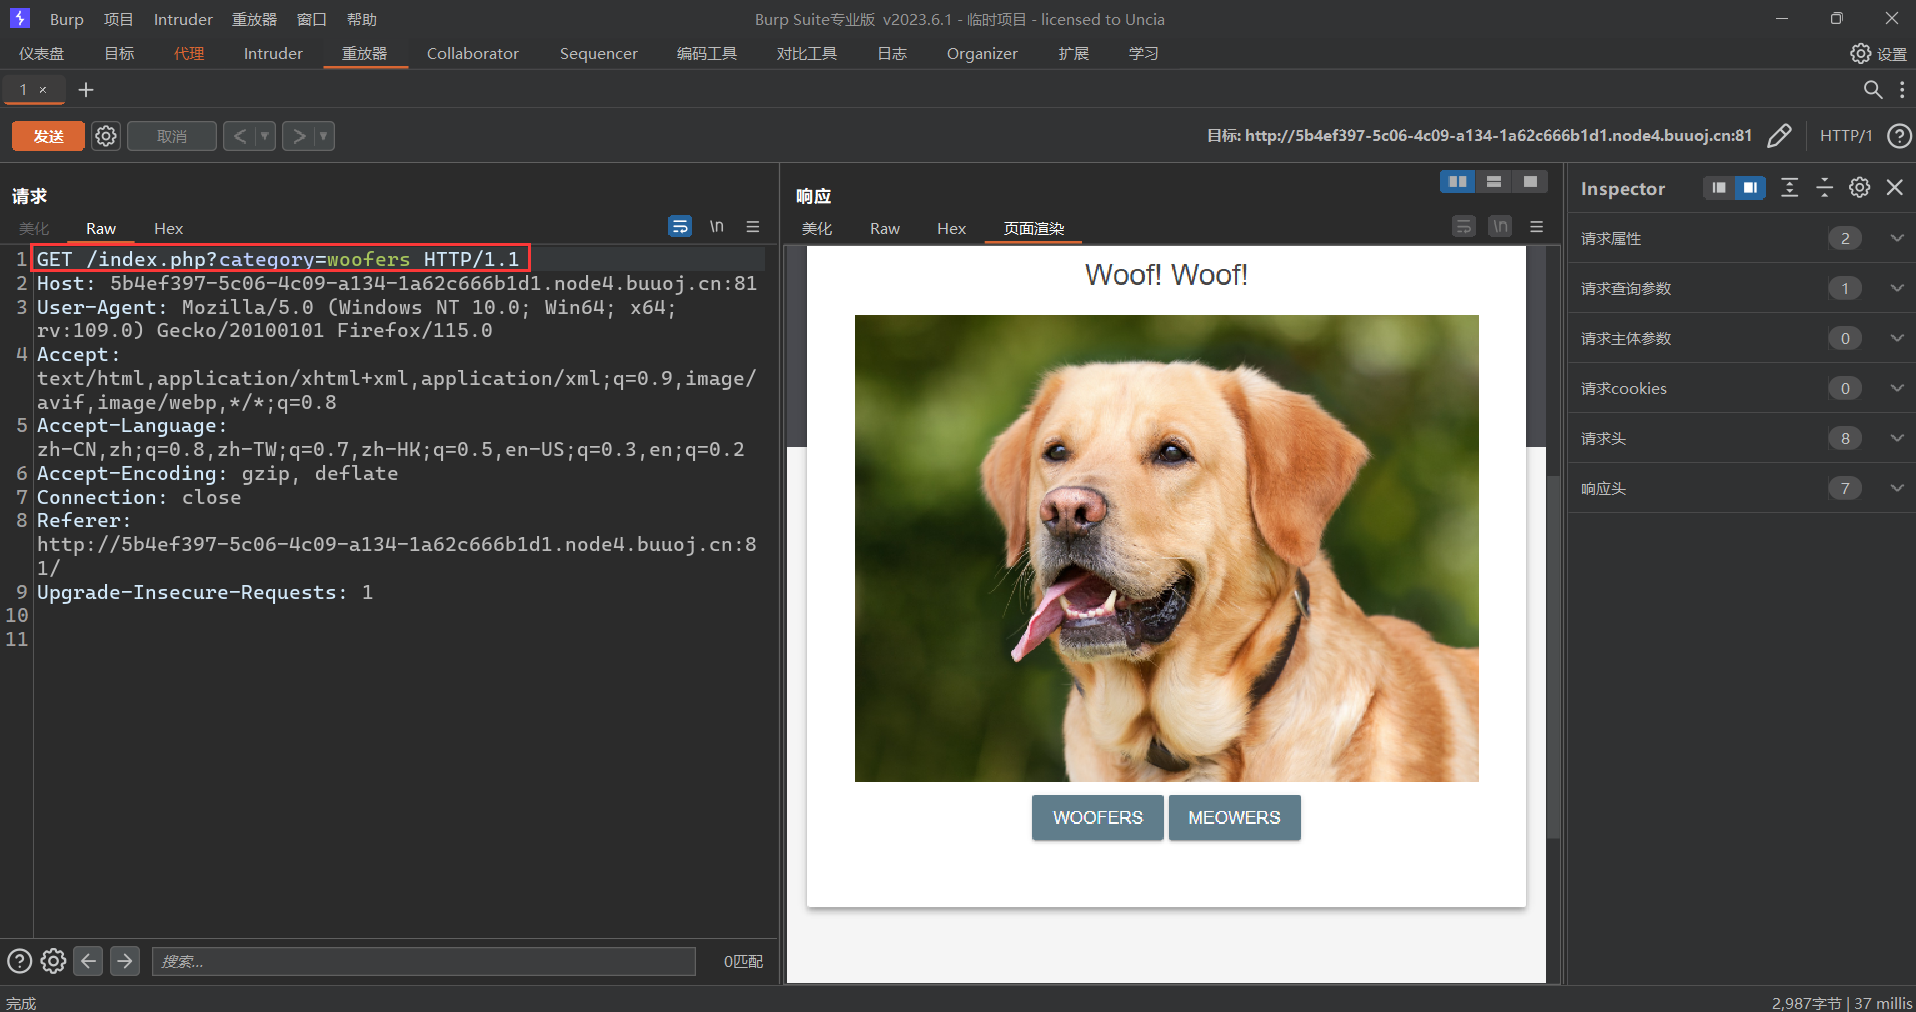 Burp 项目 Intruder 重放器 窗口 帮助 Burp Suite专业版 v2023.6.1 - 临时项目 - licensed to Uncia
仪表盘 目标 代理 Intruder 重放器 Collaborator Sequencer 编码工具 对比工具 日志 Organizer 扩展 学习 设置
1 × +
发送 取消 < > 目标: http://5b4ef397-5c06-4c09-a134-1a62c666b1d1.node4.buuoj.cn:81 HTTP/1 ?
请求
美化 Raw Hex \n
1 GET /index.php?category=woofers HTTP/1.1
2 Host: 5b4ef397-5c06-4c09-a134-1a62c666b1d1.node4.buuoj.cn:81
3 User-Agent: Mozilla/5.0 (Windows NT 10.0; Win64; x64;
rv:109.0) Gecko/20100101 Firefox/115.0
4 Accept:
text/html,application/xhtml+xml,application/xml;q=0.9,image/
avif,image/webp,*/*;q=0.8
5 Accept-Language:
zh-CN,zh;q=0.8,zh-TW;q=0.7,zh-HK;q=0.5,en-US;q=0.3,en;q=0.2
6 Accept-Encoding: gzip, deflate
7 Connection: close
8 Referer:
http://5b4ef397-5c06-4c09-a134-1a62c666b1d1.node4.buuoj.cn:8
1/
9 Upgrade-Insecure-Requests: 1
10
11
? 搜索... 0匹配
响应
美化 Raw Hex 页面渲染 \n
Woof! Woof!
WOOFERS MEOWERS
Inspector
请求属性 2
请求查询参数 1
请求主体参数 0
请求cookies 0
请求头 8
响应头 7
完成 2,987字节 | 37 millis